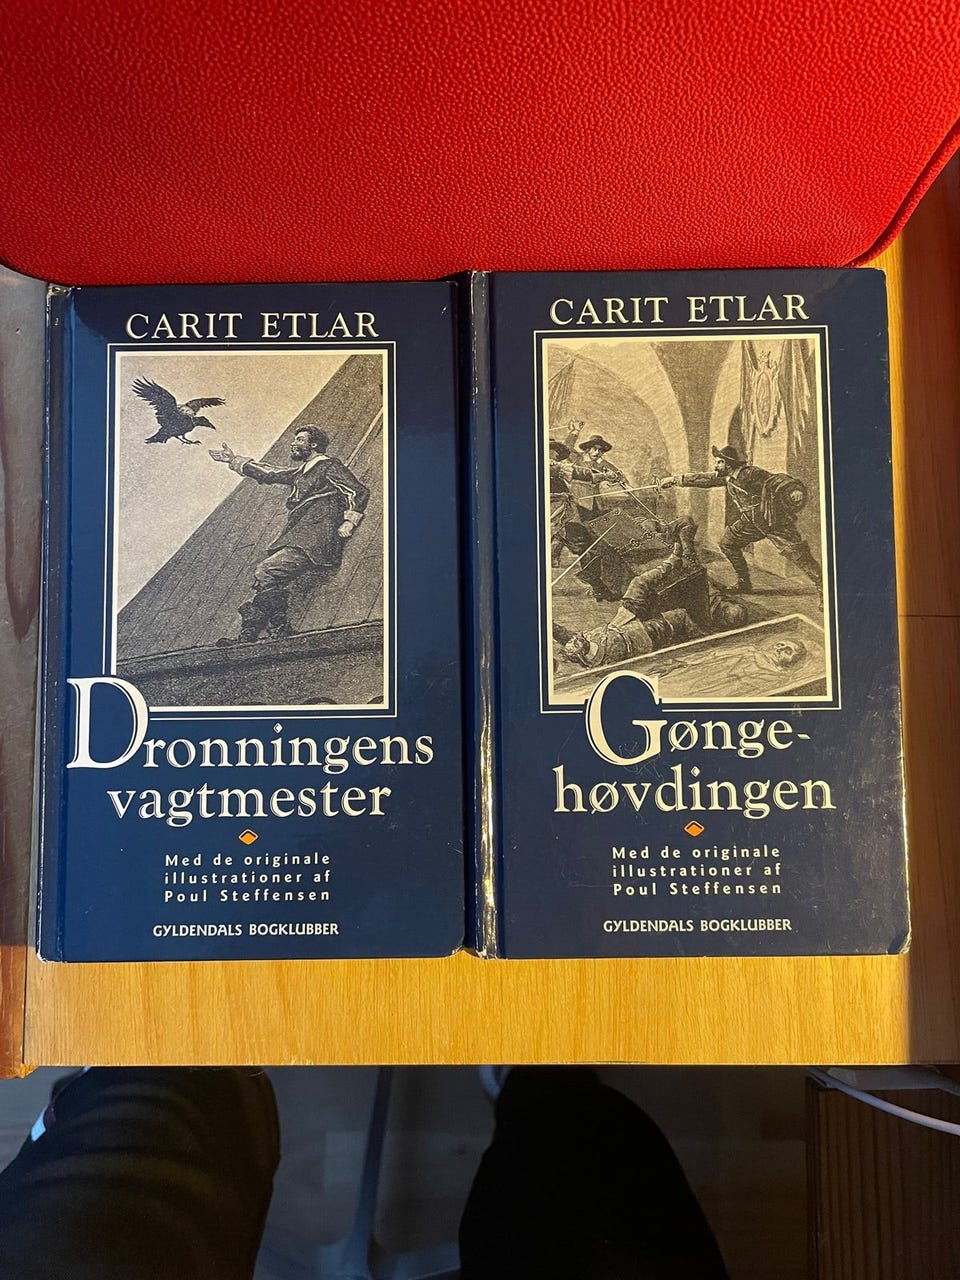 CARIT ETLAR
Dronningens
vagtmester
Med de originale
illustrationer af
Poul Steffensen
GYLDENDALS BOGKLUBBER
CARIT ETLAR
Gønge-
høvdingen
Med de originale
illustrationer af
Poul Steffensen
GYLDENDALS BOGKLUBBER